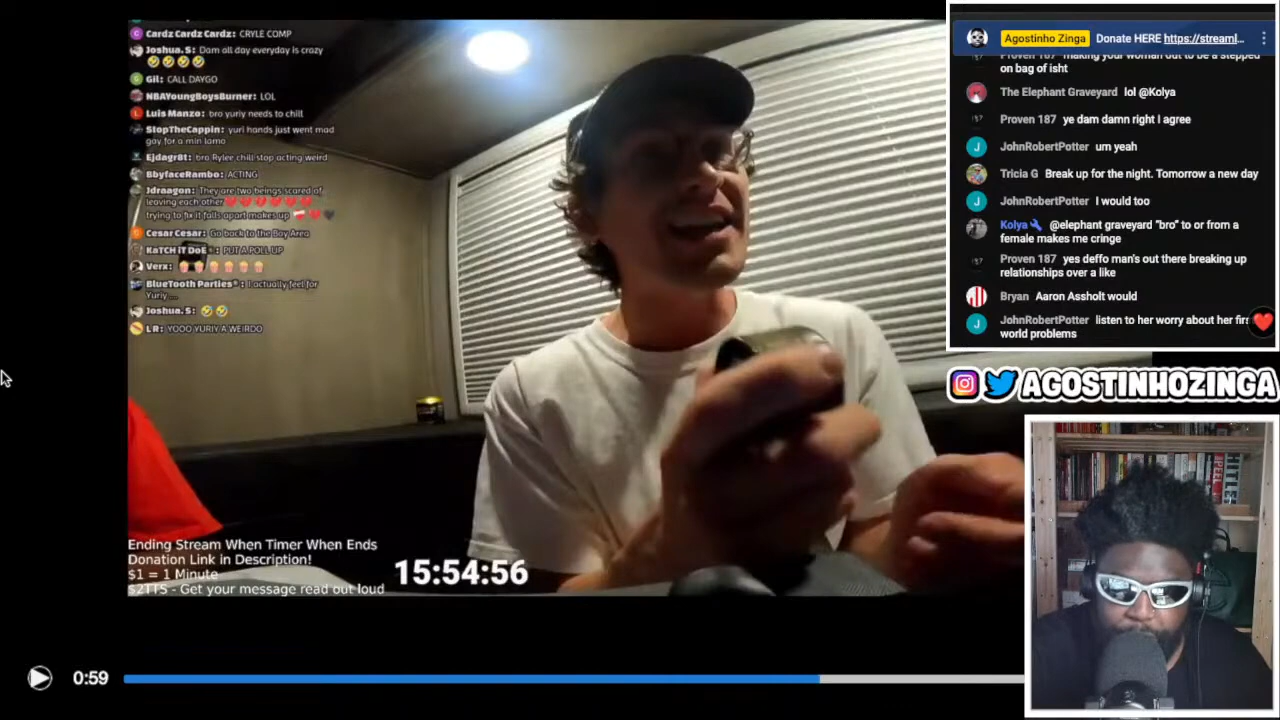 Cardz Cardz Cardz: CRYLE COMP
Joshua.S: Dam all day everyday is crazy
Gil: CALL DAYGO
NBAYoungBoysBurner: LOL
Luis Manzo: bro yuriy needs to chill
StopTheCappin: yuri hands just went mad
gay for a min lamo
Ejdagr8t: bro Rylee chill stop acting weird
BbyfaceRambo: ACTING
Jdraagon: They are two beings scared of
leaving each other
trying to fix it falls apart makes up
Cesar Cesar: Go back to the Bay Area
KaTCH iT DoE: PUT A POLL UP
Verx:
BlueTooth Parties: I actually feel for
Yuriy....
Joshua.S:
LR: YOOO YURIY A WEIRDO
Ending Stream When Timer When Ends
Donation Link in Description!
$1 = 1 Minute
$2TTS - Get your message read out loud
15:54:56
0:59
Agostinho Zinga Donate HERE https://streaml...
Proven 187 making your woman out to be a stepped
on bag of isht
The Elephant Graveyard lol @Kolya
Proven 187 ye dam damn right I agree
JohnRobertPotter um yeah
Tricia G Break up for the night. Tomorrow a new day
JohnRobertPotter I would too
Kolya @elephant graveyard "bro" to or from a
female makes me cringe
Proven 187 yes deffo man's out there breaking up
relationships over a like
Bryan Aaron Assholt would
JohnRobertPotter listen to her worry about her firs
world problems
AGOSTINHOZINGA